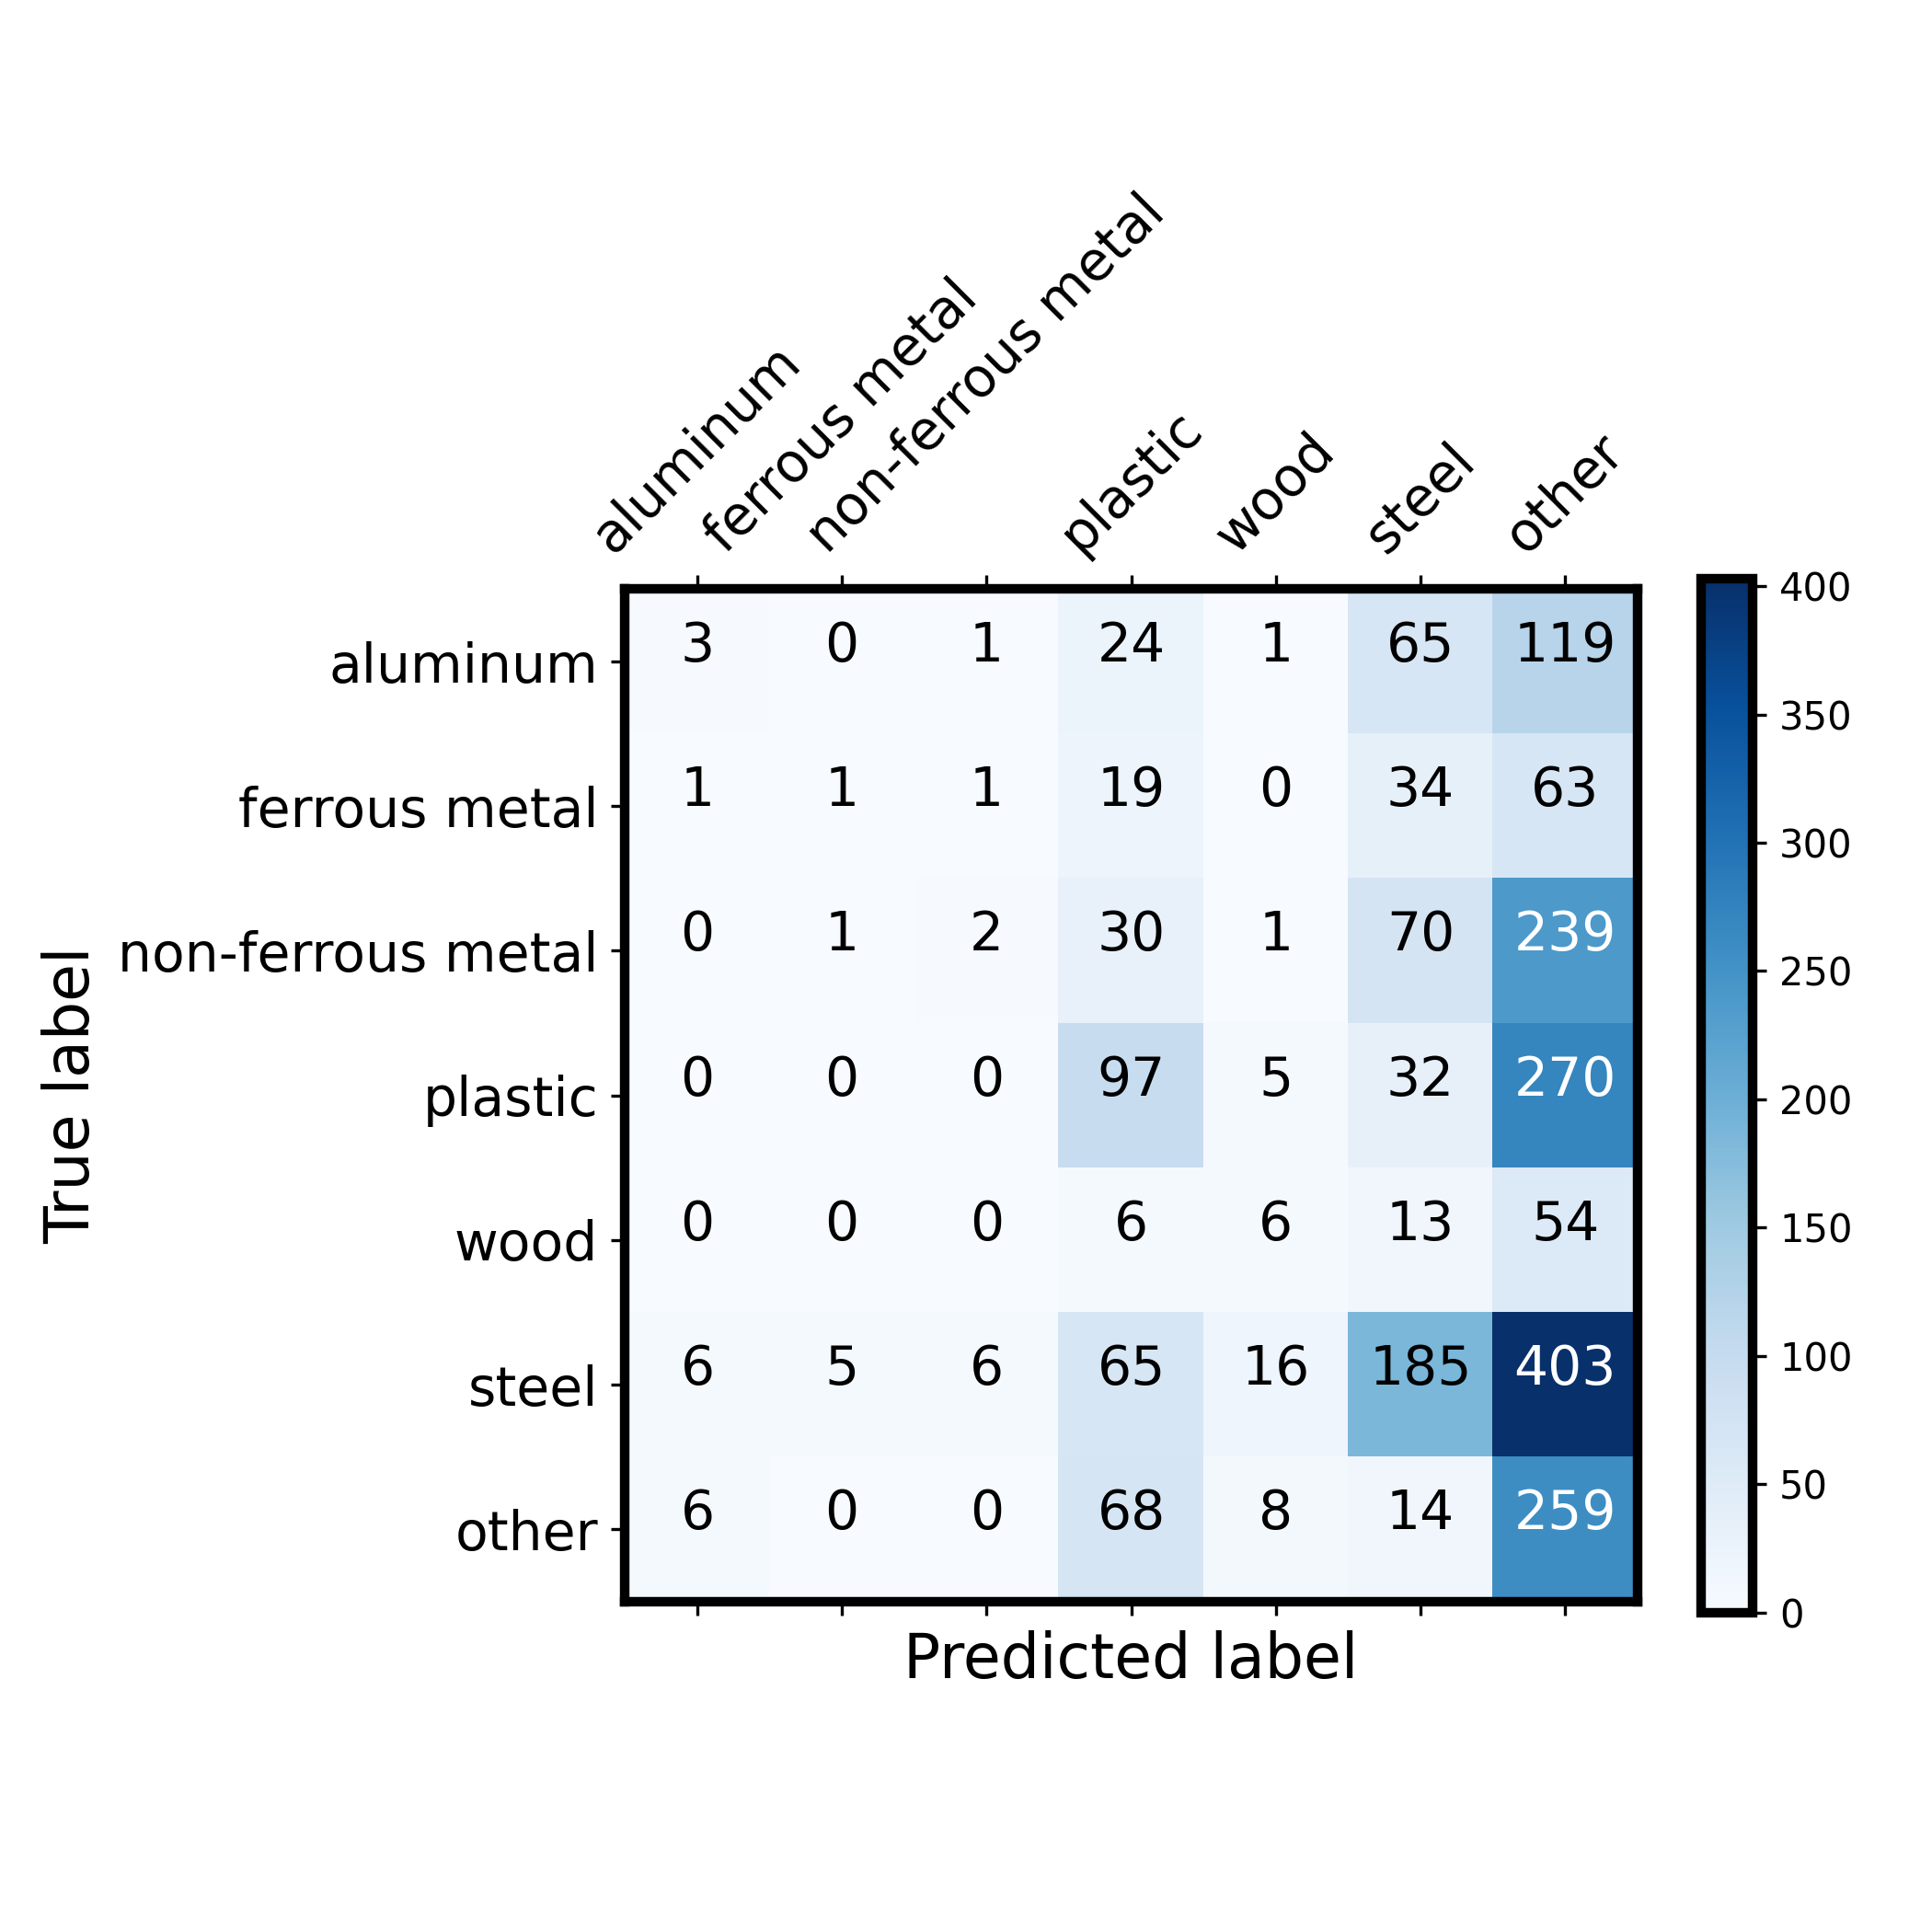 aluminum
ferrous metal
non-ferrous metal
plastic
wood
steel
other
True label
aluminum 3 0 1 24 1 65 119
ferrous metal 1 1 1 19 0 34 63
non-ferrous metal 0 1 2 30 1 70 239
plastic 0 0 0 97 5 32 270
wood 0 0 0 6 6 13 54
steel 6 5 6 65 16 185 403
other 6 0 0 68 8 14 259
Predicted label
400
350
300
250
200
150
100
50
0